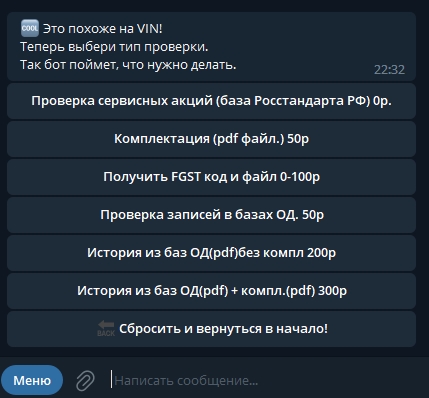 COOL Это похоже на VIN!
Теперь выбери тип проверки.
Так бот поймет, что нужно делать.
22:32
Проверка сервисных акций (база Росстандарта РФ) 0р.
Комплектация (pdf файл.) 50р
Получить FGST код и файл 0-100р
Проверка записей в базах ОД. 50р
История из баз ОД(pdf)без компл 200р
История из баз ОД(pdf) + компл.(pdf) 300р
BACK Сбросить и вернуться в начало!
Меню
Написать сообщение...